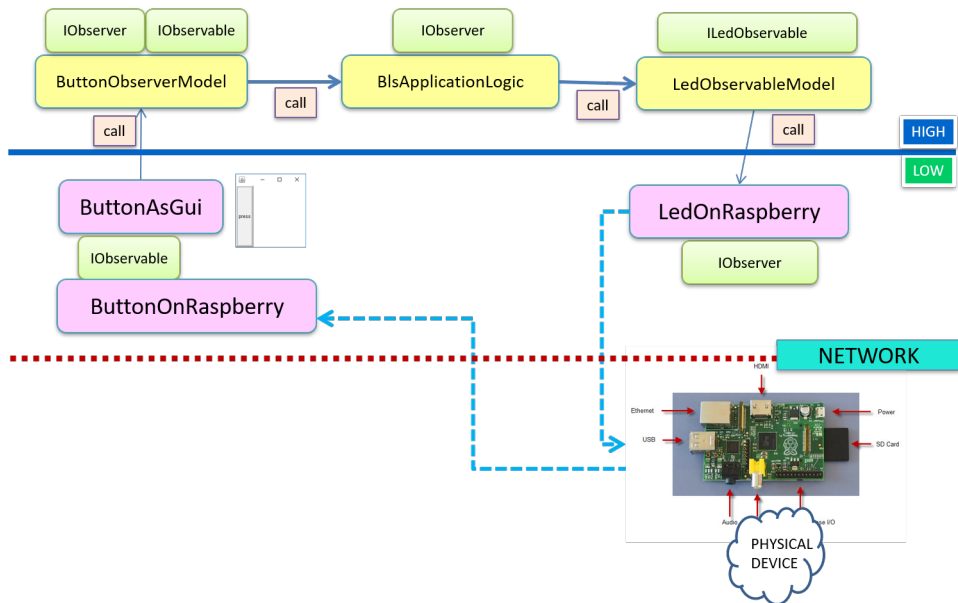 IObserver
IObservable
IObserver
ILedObservable
ButtonObserverModel
BlsApplicationLogic
LedObservableModel
call
call
call
call
HIGH
LOW
ButtonAsGui
press
LedOnRaspberry
IObservable
IObserver
ButtonOnRaspberry
NETWORK
HDMI
Ethernet
Power
USB
SD Card
Audio
I/O
PHYSICAL
DEVICE